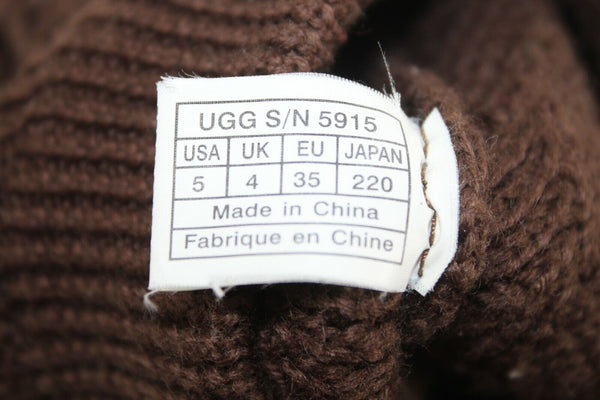 UGG S/N 5915
USA UK EU JAPAN
5 4 35 220
Made in China
Fabrique en Chine